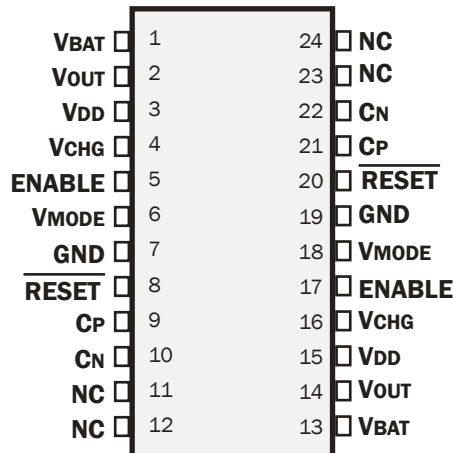 VBAT 1 24 NC
VOUT 2 23 NC
VDD 3 22 CN
VCHG 4 21 CP
ENABLE 5 20 RESET
VMODE 6 19 GND
GND 7 18 VMODE
RESET 8 17 ENABLE
CP 9 16 VCHG
CN 10 15 VDD
NC 11 14 VOUT
NC 12 13 VBAT